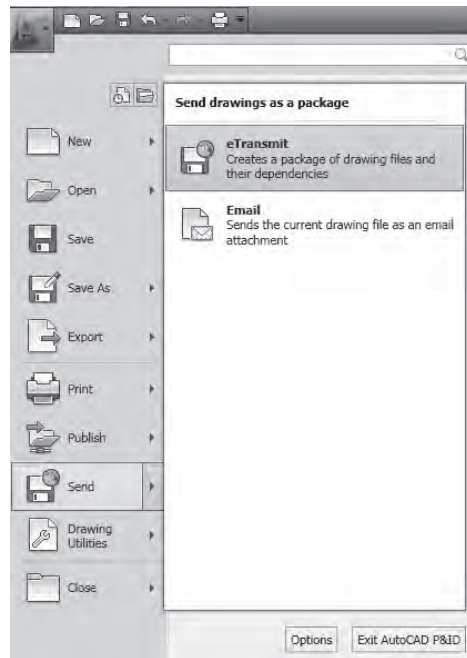 Send drawings as a package
New
Open
Save
Save As
Export
Print
Publish
Send
Drawing
Utilities
Close
eTransmit
Creates a package of drawing files and
their dependencies
Email
Sends the current drawing file as an email
attachment
Options
Exit AutoCAD P&ID